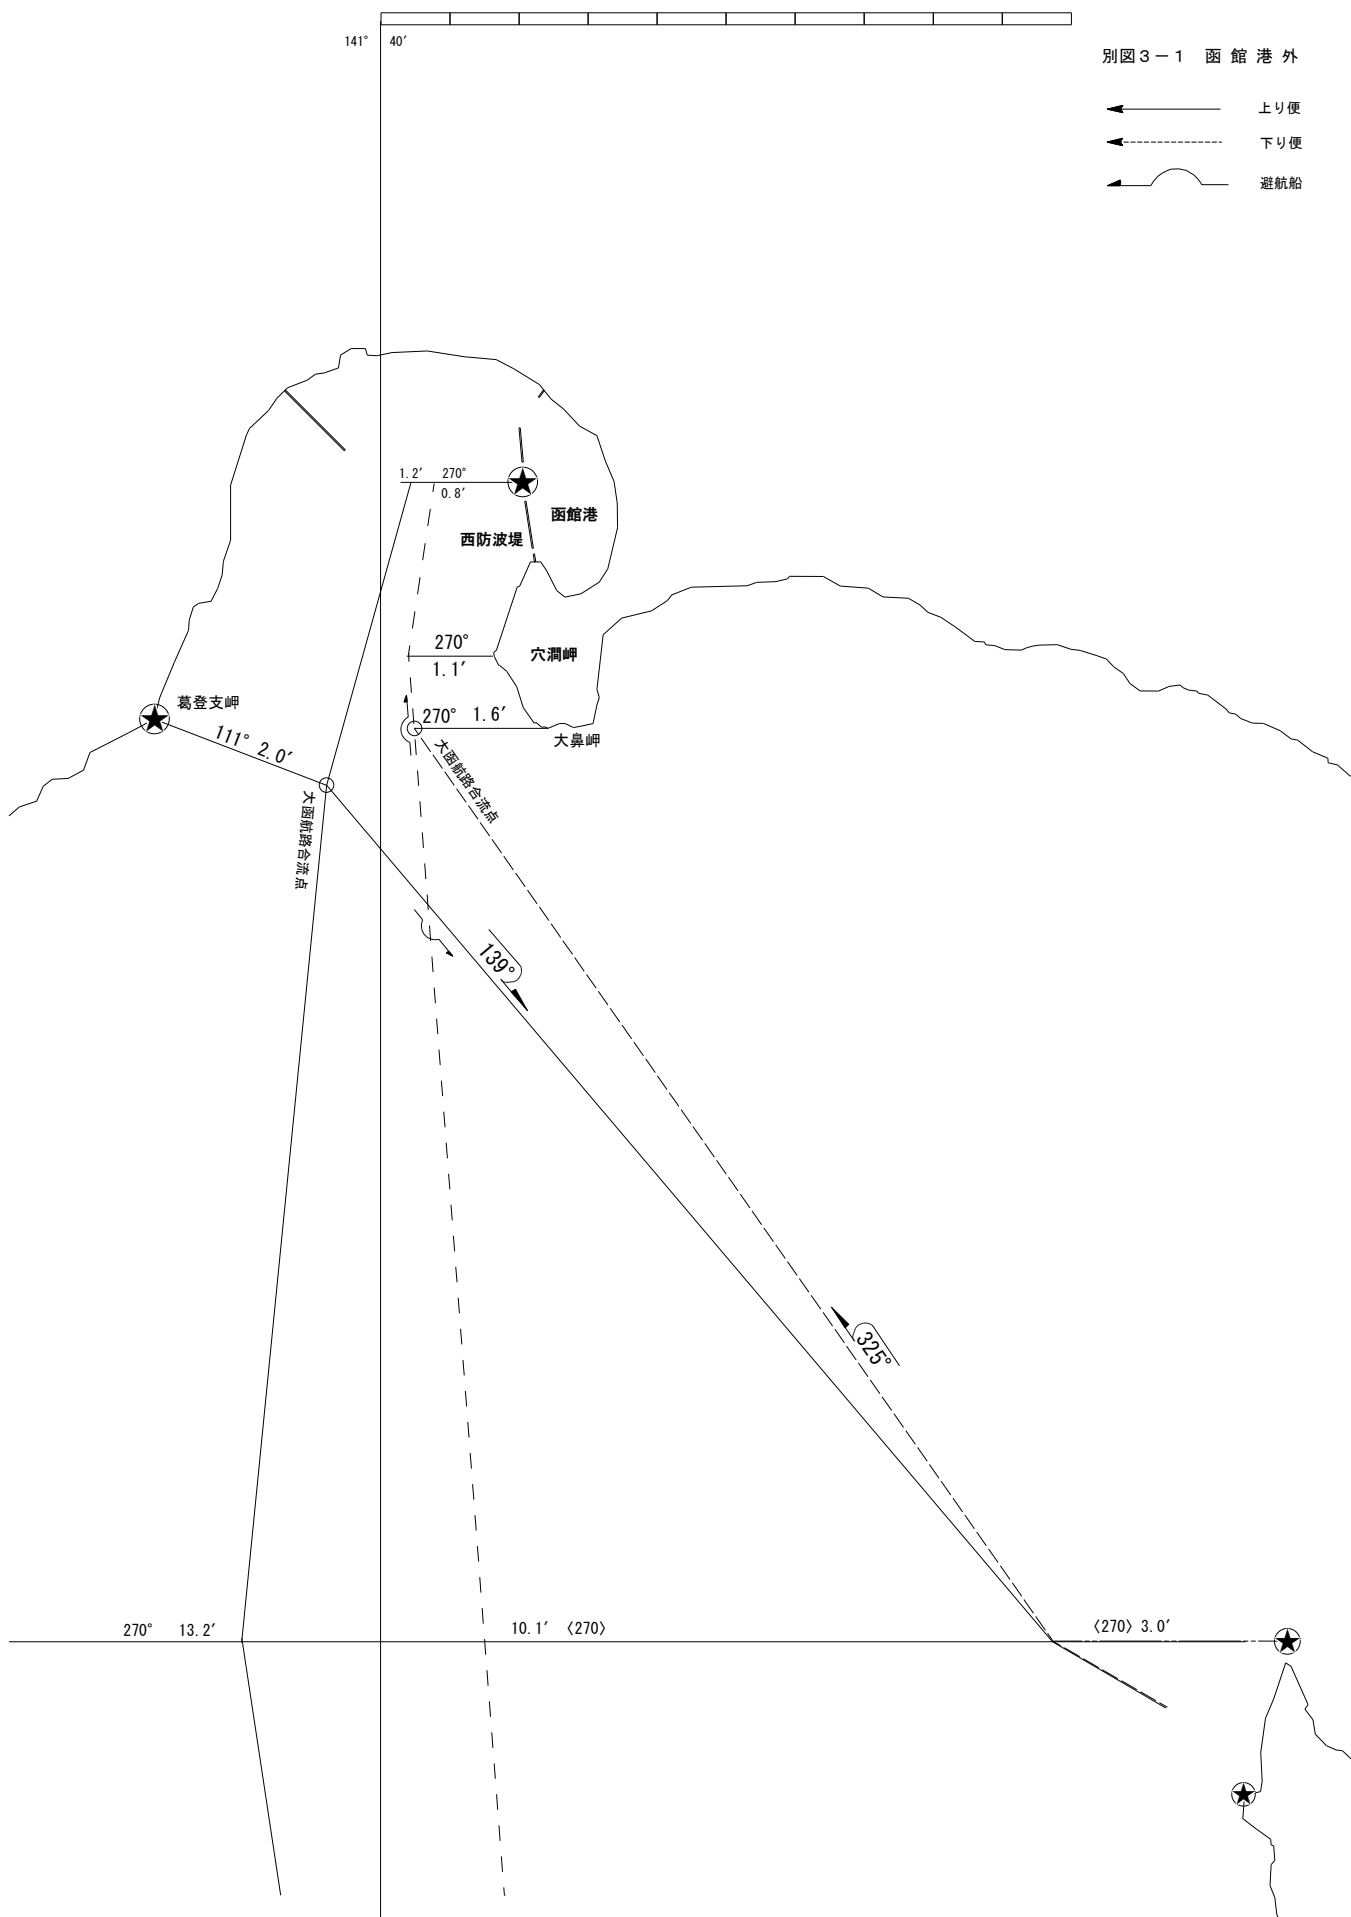 141° 40′
別図3-1 函館港外
上り便
下り便
避航船
1.2′ 270°
0.8′
函館港
西防波堤
270°
1.1′
穴澗岬
葛登支岬
270° 1.6′
大鼻岬
111° 2.0′
大函航路合流点
大函航路合流点
139°
325°
270° 13.2′
10.1′ 〈270〉
〈270〉3.0′